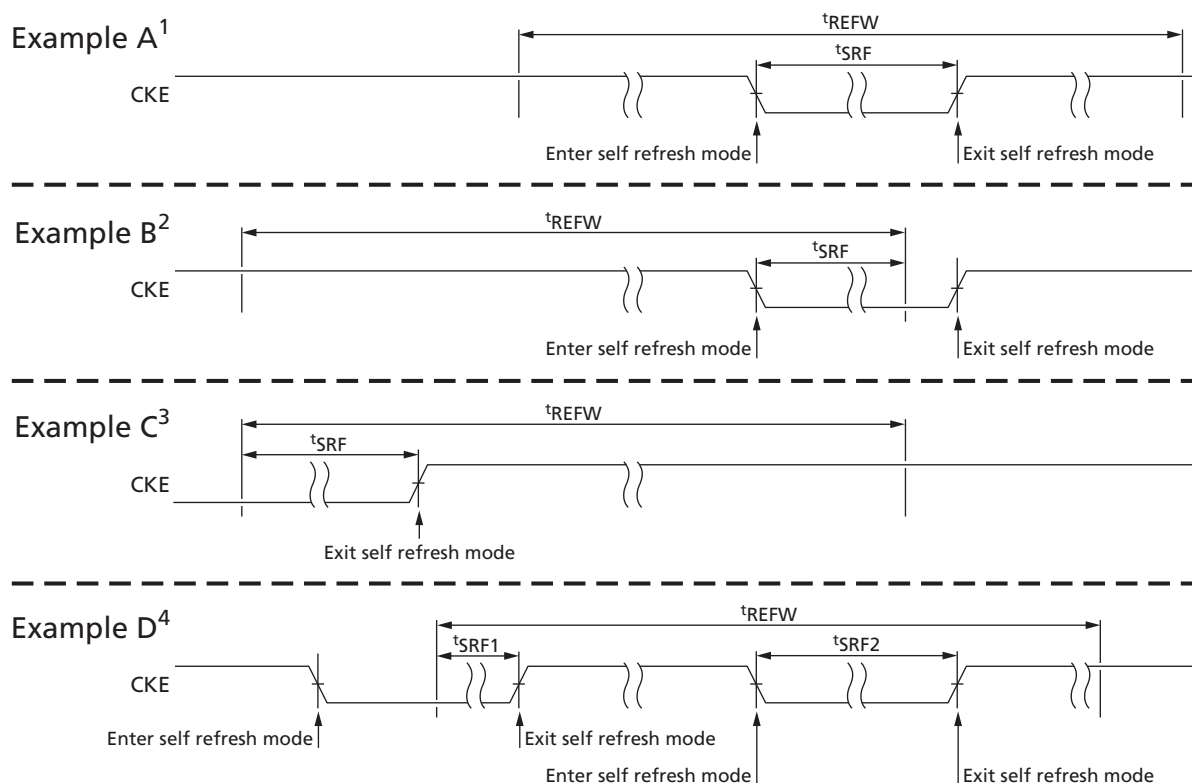 Example A¹
tREFW
tSRF
CKE
Enter self refresh mode
Exit self refresh mode
Example B²
tREFW
tSRF
CKE
Enter self refresh mode
Exit self refresh mode
Example C³
tREFW
tSRF
CKE
Exit self refresh mode
Example D⁴
tREFW
tSRF1
tSRF2
CKE
Enter self refresh mode
Exit self refresh mode
Enter self refresh mode
Exit self refresh mode